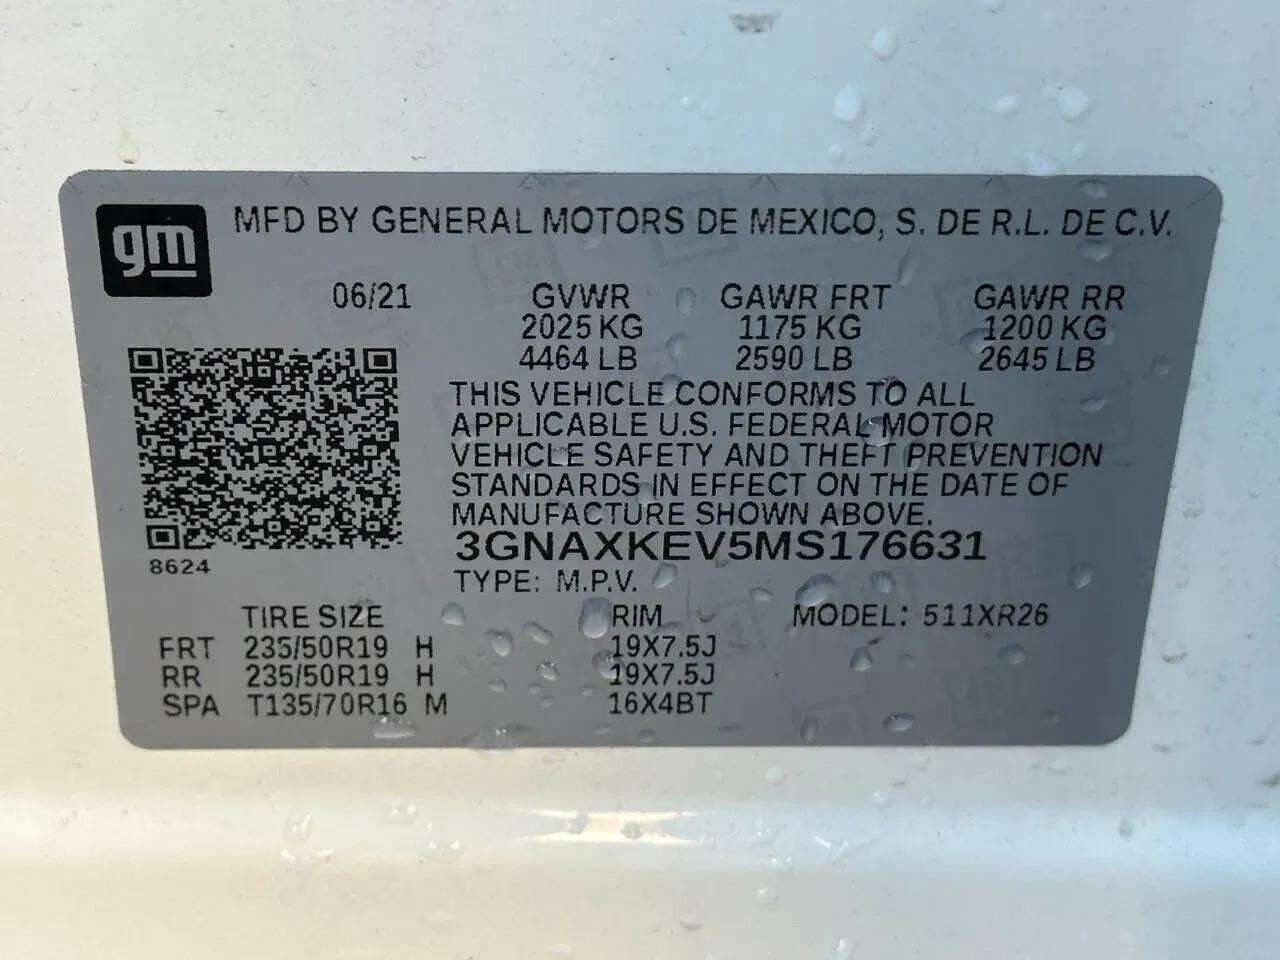 gm
MFD BY GENERAL MOTORS DE MEXICO, S. DE R.L. DE C.V.
06/21 GVWR GAWR FRT GAWR RR
2025 KG 1175 KG 1200 KG
4464 LB 2590 LB 2645 LB
THIS VEHICLE CONFORMS TO ALL
APPLICABLE U.S. FEDERAL MOTOR
VEHICLE SAFETY AND THEFT PREVENTION
STANDARDS IN EFFECT ON THE DATE OF
MANUFACTURE SHOWN ABOVE.
3GNAXKEV5MS176631
8624
TYPE: M.P.V.
TIRE SIZE RIM MODEL: 511XR26
FRT 235/50R19 H 19X7.5J
RR 235/50R19 H 19X7.5J
SPA T135/70R16 M 16X4BT